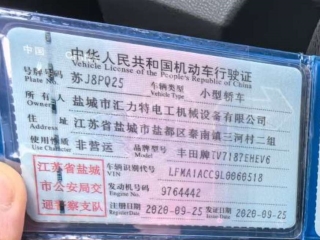 中华人民共和国机动车行驶证
Vehicle License of the People's Republic of China
号牌号码 苏J8PQ25 车辆类型 小型轿车
Plate No. Vehicle Type
所有人 盐城市汇力特电工机械设备有限公司
Owner
住址 江苏省盐城市盐都区秦南镇三河村二组
Address
使用性质 非营运 品牌型号 丰田牌TV7187EHEV6
Use Character Model
江苏省盐城市公安局交通警察支队
车辆识别代号 LFMA1ACC9L0060518
VIN
发动机号码 9764442
Engine No.
注册日期 2020-09-25 发证日期 2020-09-25
Register Date Issue Date